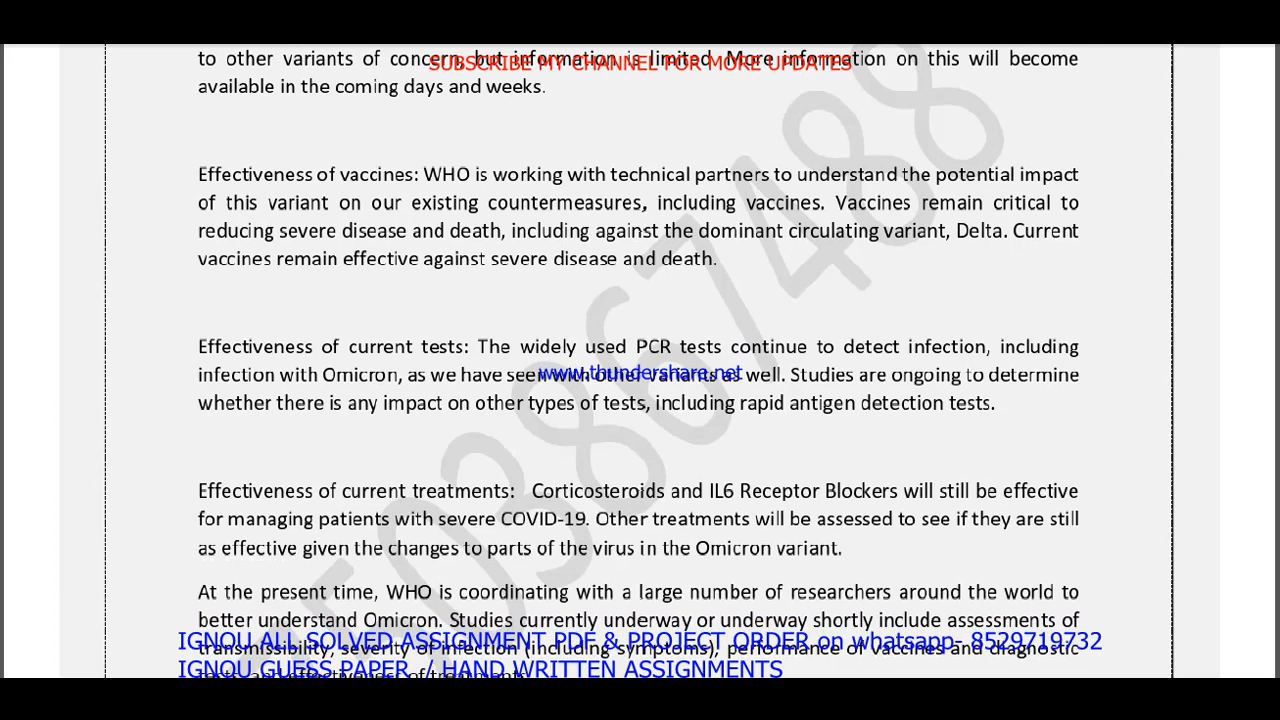 to other variants of concern, but information is limited. More information on this will become
SUBSCRIBE MY CHANNEL FOR MORE UPDATES
available in the coming days and weeks.
Effectiveness of vaccines: WHO is working with technical partners to understand the potential impact
of this variant on our existing countermeasures, including vaccines. Vaccines remain critical to
reducing severe disease and death, including against the dominant circulating variant, Delta. Current
vaccines remain effective against severe disease and death.
Effectiveness of current tests: The widely used PCR tests continue to detect infection, including
infection with Omicron, as we have seen with other variants as well. Studies are ongoing to determine
www.thundershare.net
whether there is any impact on other types of tests, including rapid antigen detection tests.
Effectiveness of current treatments: Corticosteroids and IL6 Receptor Blockers will still be effective
for managing patients with severe COVID-19. Other treatments will be assessed to see if they are still
as effective given the changes to parts of the virus in the Omicron variant.
At the present time, WHO is coordinating with a large number of researchers around the world to
better understand Omicron. Studies currently underway or underway shortly include assessments of
IGNOU ALL SOLVED ASSIGNMENT PDF & PROJECT ORDER on whatsapp- 8529719732
transmissibility, severity of infection (including symptoms), performance of vaccines and diagnostic
IGNOU GUESS PAPER / HAND WRITTEN ASSIGNMENTS
tests, and effectiveness of treatments.